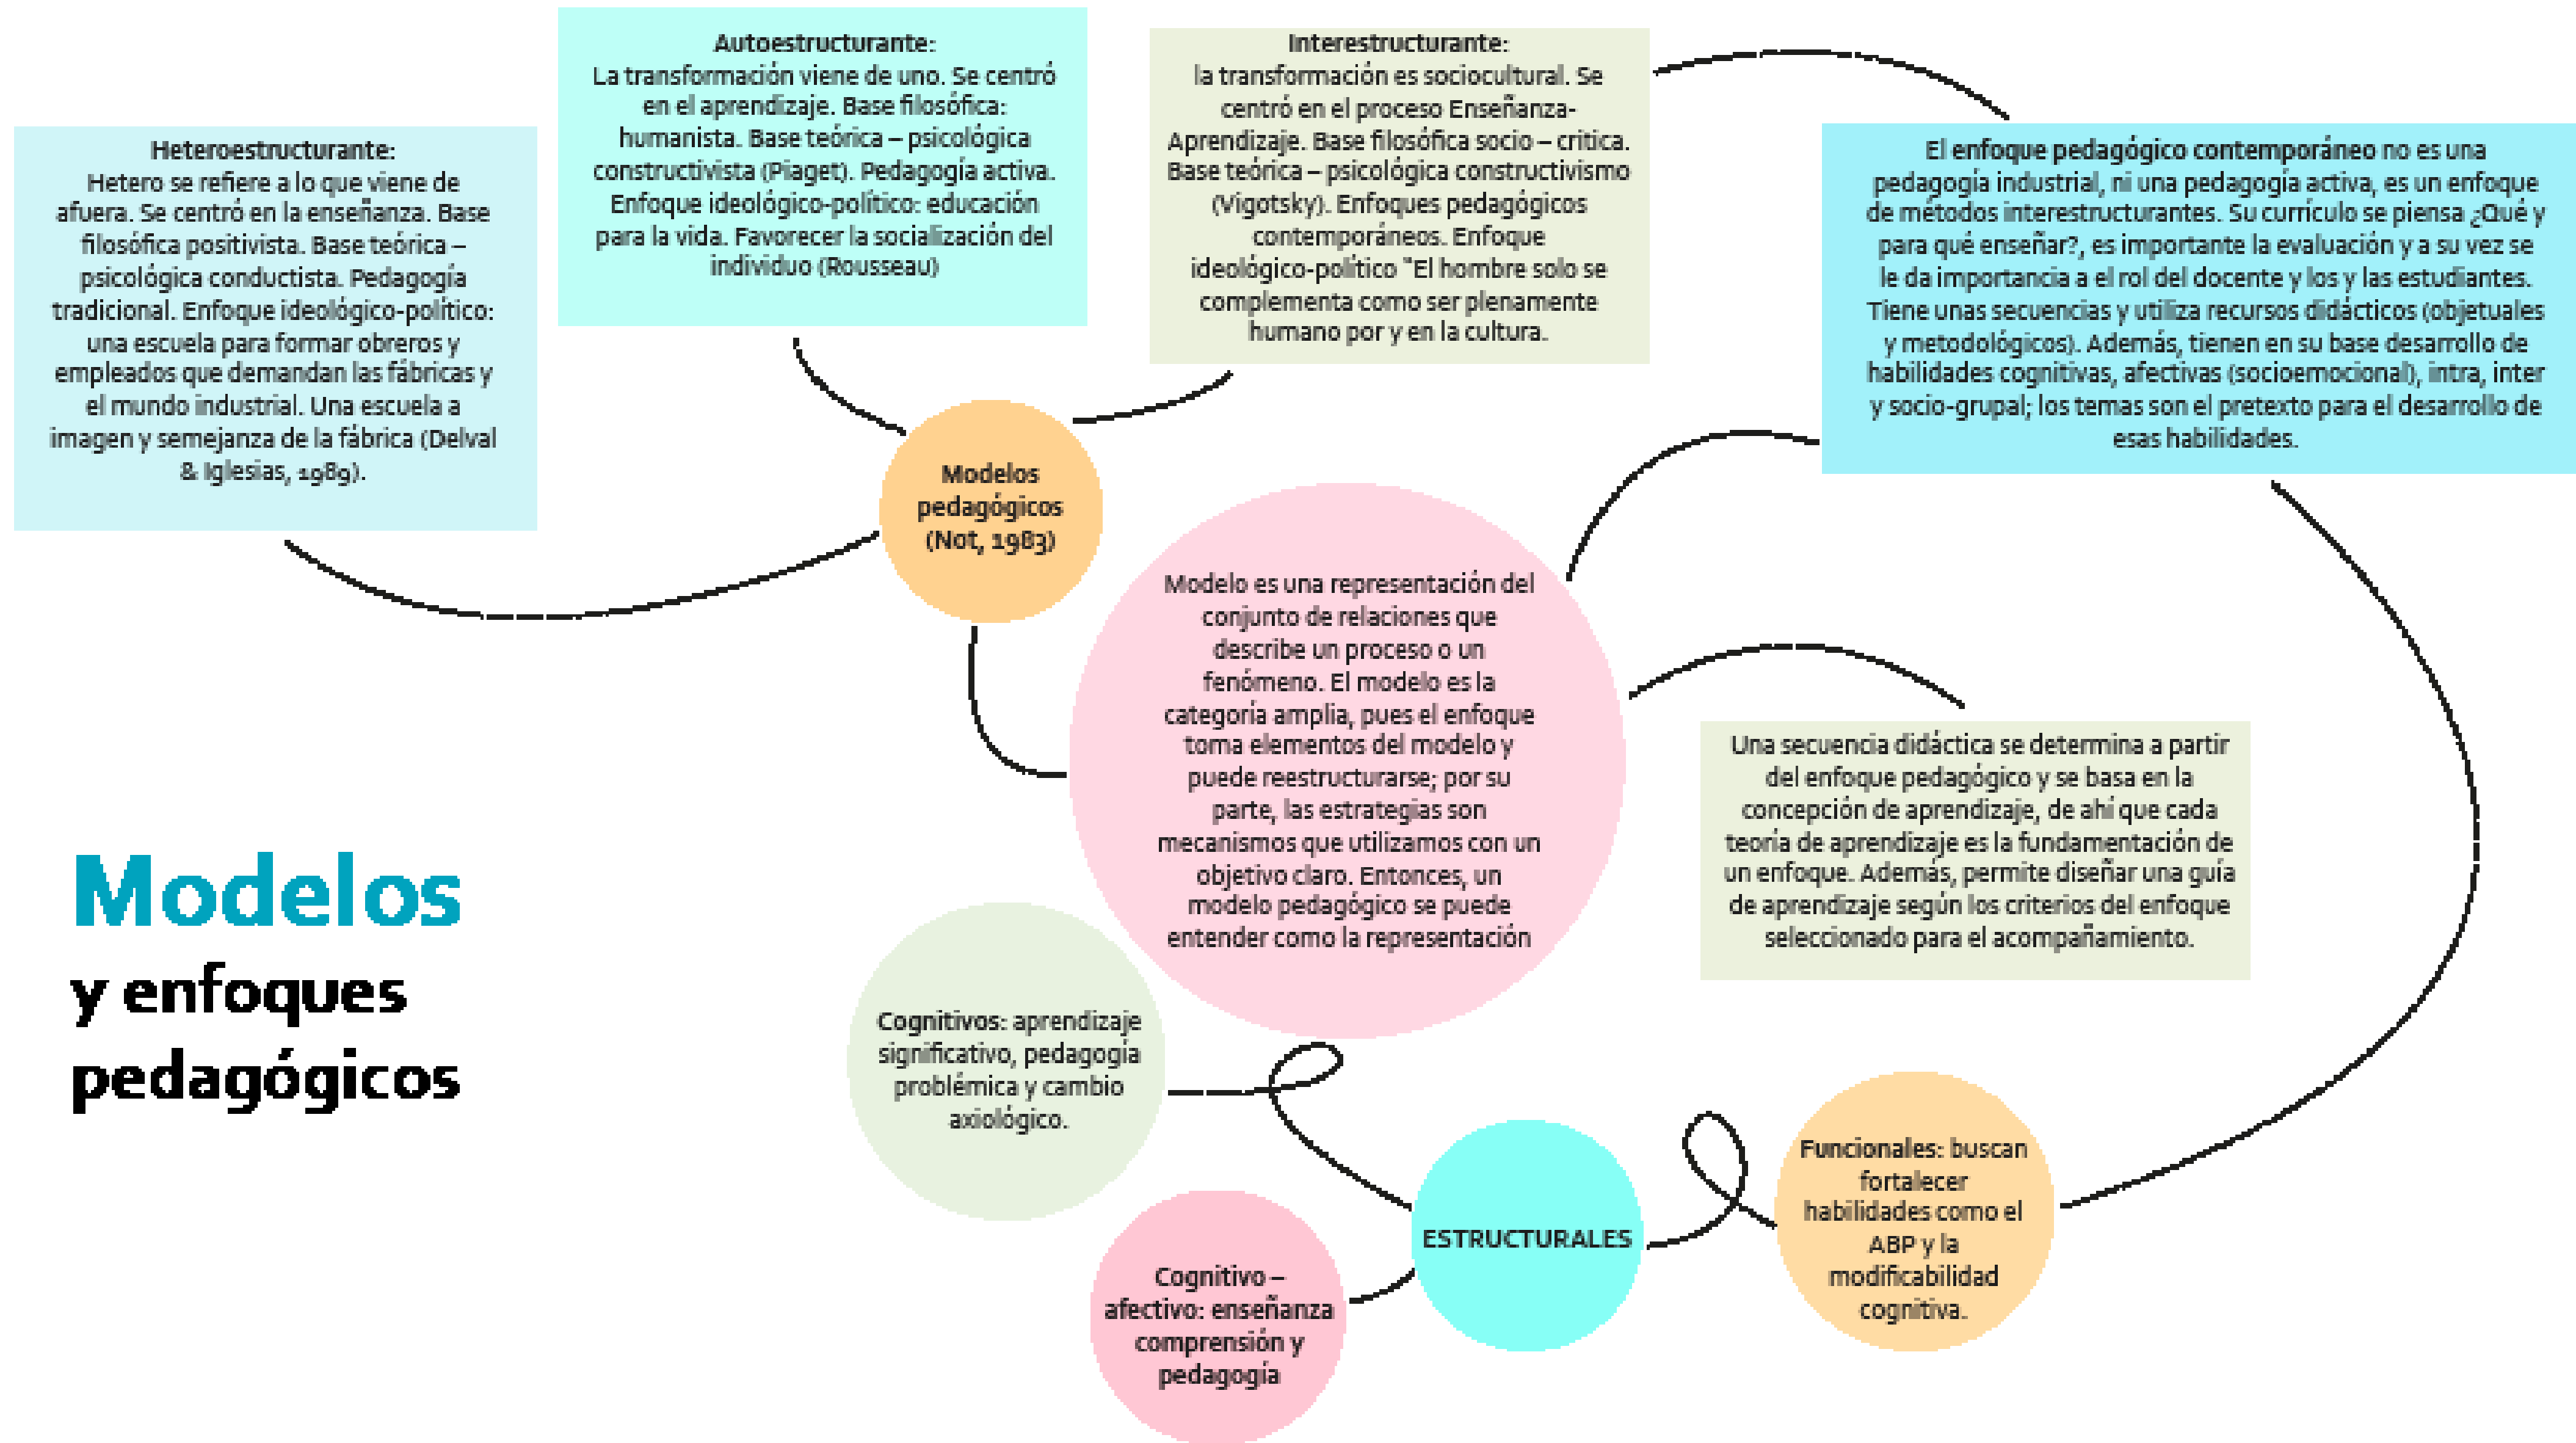 Autoestructurante:
La transformación viene de uno. Se centró
en el aprendizaje. Base filosófica:
humanista. Base teórica – psicológica
constructivista (Piaget). Pedagogía activa.
Enfoque ideológico-político: educación
para la vida. Favorecer la socialización del
individuo (Rousseau)
Interestructurante:
la transformación es sociocultural. Se
centró en el proceso Enseñanza-
Aprendizaje. Base filosófica socio – critica.
Base teórica – psicológica constructivismo
(Vigotsky). Enfoques pedagógicos
contemporáneos. Enfoque
ideológico-político "El hombre solo se
complementa como ser plenamente
humano por y en la cultura.
Heteroestructurante:
Hetero se refiere a lo que viene de
afuera. Se centró en la enseñanza. Base
filosófica positivista. Base teórica –
psicológica conductista. Pedagogía
tradicional. Enfoque ideológico-político:
una escuela para formar obreros y
empleados que demandan las fábricas y
el mundo industrial. Una escuela a
imagen y semejanza de la fábrica (Delval
& Iglesias, 1989).
El enfoque pedagógico contemporáneo no es una
pedagogía industrial, ni una pedagogía activa, es un enfoque
de métodos interestructurantes. Su currículo se piensa ¿Qué y
para qué enseñar?, es importante la evaluación y a su vez se
le da importancia a el rol del docente y los y las estudiantes.
Tiene unas secuencias y utiliza recursos didácticos (objetuales
y metodológicos). Además, tienen en su base desarrollo de
habilidades cognitivas, afectivas (socioemocional), intra, inter
y socio-grupal; los temas son el pretexto para el desarrollo de
esas habilidades.
Modelos
pedagógicos
(Not, 1983)
Modelo es una representación del
conjunto de relaciones que
describe un proceso o un
fenómeno. El modelo es la
categoría amplia, pues el enfoque
toma elementos del modelo y
puede reestructurarse; por su
parte, las estrategias son
mecanismos que utilizamos con un
objetivo claro. Entonces, un
modelo pedagógico se puede
entender como la representación
Una secuencia didáctica se determina a partir
del enfoque pedagógico y se basa en la
concepción de aprendizaje, de ahí que cada
teoría de aprendizaje es la fundamentación de
un enfoque. Además, permite diseñar una guía
de aprendizaje según los criterios del enfoque
seleccionado para el acompañamiento.
Modelos
y enfoques
pedagógicos
Cognitivos: aprendizaje
significativo, pedagogía
problémica y cambio
axiológico.
ESTRUCTURALES
Funcionales: buscan
fortalecer
habilidades como el
ABP y la
modificabilidad
cognitiva.
Cognitivo –
afectivo: enseñanza
comprensión y
pedagogía